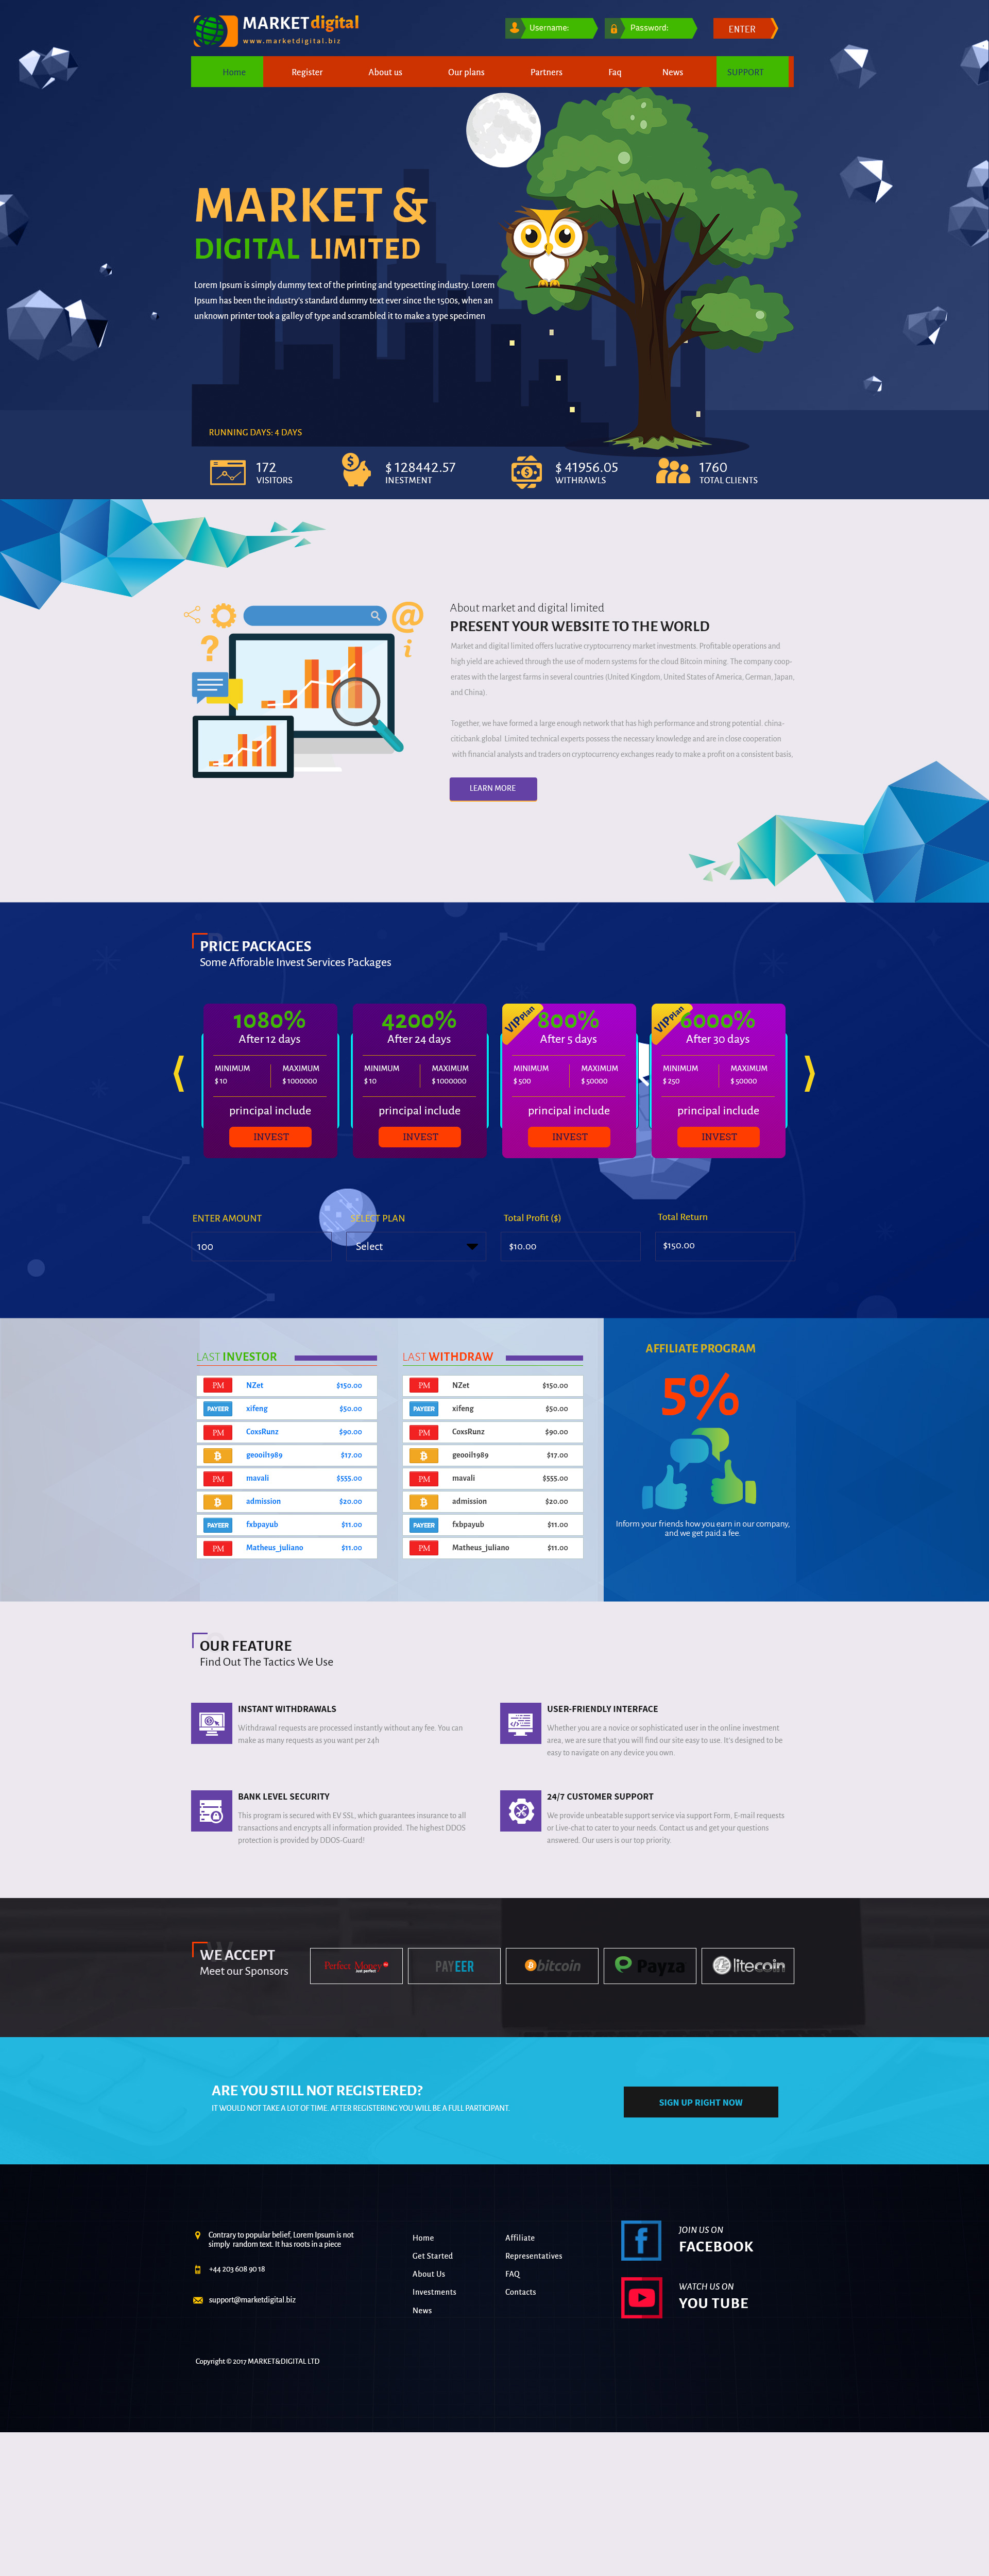 MARKET digital
www.marketdigital.biz
Username:
Password:
ENTER
Home
Register
About us
Our plans
Partners
Faq
News
SUPPORT
MARKET &
DIGITAL LIMITED
Lorem Ipsum is simply dummy text of the printing and typesetting industry. Lorem
Ipsum has been the industry's standard dummy text ever since the 1500s, when an
unknown printer took a galley of type and scrambled it to make a type specimen
RUNNING DAYS: 4 DAYS
172
VISITORS
$ 128442.57
INESTMENT
$ 41956.05
WITHRAWLS
1760
TOTAL CLIENTS
About market and digital limited
PRESENT YOUR WEBSITE TO THE WORLD
Market and digital limited offers lucrative cryptocurrency market investments. Profitable operations and
high yield are achieved through the use of modern systems for the cloud Bitcoin mining. The company coop-
erates with the largest farms in several countries (United Kingdom, United States of America, German, Japan,
and China).
Together, we have formed a large enough network that has high performance and strong potential. china-
citicbank.global Limited technical experts possess the necessary knowledge and are in close cooperation
with financial analysts and traders on cryptocurrency exchanges ready to make a profit on a consistent basis,
LEARN MORE
PRICE PACKAGES
Some Afforable Invest Services Packages
1080%
After 12 days
MINIMUM
$ 10
MAXIMUM
$ 1000000
principal include
INVEST
4200%
After 24 days
MINIMUM
$ 10
MAXIMUM
$ 1000000
principal include
INVEST
VIP Plan
800%
After 5 days
MINIMUM
$ 500
MAXIMUM
$ 50000
principal include
INVEST
VIP Plan
6000%
After 30 days
MINIMUM
$ 250
MAXIMUM
$ 50000
principal include
INVEST
ENTER AMOUNT
100
SELECT PLAN
Select
Total Profit ($)
$10.00
Total Return
$150.00
LAST INVESTOR
PM NZet $150.00
PAYEER xifeng $50.00
PM CoxsRunz $90.00
geooil1989 $17.00
PM mavali $555.00
admission $20.00
PAYEER fxbpayub $11.00
PM Matheus_juliano $11.00
LAST WITHDRAW
PM NZet $150.00
PAYEER xifeng $50.00
PM CoxsRunz $90.00
geooil1989 $17.00
PM mavali $555.00
admission $20.00
PAYEER fxbpayub $11.00
PM Matheus_juliano $11.00
AFFILIATE PROGRAM
5%
Inform your friends how you earn in our company,
and we get paid a fee.
OUR FEATURE
Find Out The Tactics We Use
INSTANT WITHDRAWALS
Withdrawal requests are processed instantly without any fee. You can
make as many requests as you want per 24h
USER-FRIENDLY INTERFACE
Whether you are a novice or sophisticated user in the online investment
area, we are sure that you will find our site easy to use. It's designed to be
easy to navigate on any device you own.
BANK LEVEL SECURITY
This program is secured with EV SSL, which guarantees insurance to all
transactions and encrypts all information provided. The highest DDOS
protection is provided by DDOS-Guard!
24/7 CUSTOMER SUPPORT
We provide unbeatable support service via support Form, E-mail requests
or Live-chat to cater to your needs. Contact us and get your questions
answered. Our users is our top priority.
WE ACCEPT
Meet our Sponsors
Perfect Money
just perfect
PAYEER
bitcoin
Payza
litecoin
ARE YOU STILL NOT REGISTERED?
IT WOULD NOT TAKE A LOT OF TIME. AFTER REGISTERING YOU WILL BE A FULL PARTICIPANT.
SIGN UP RIGHT NOW
Contrary to popular belief, Lorem Ipsum is not
simply random text. It has roots in a piece
+44 203 608 90 18
support@marketdigital.biz
Home
Get Started
About Us
Investments
News
Affiliate
Representatives
FAQ
Contacts
JOIN US ON
FACEBOOK
WATCH US ON
YOU TUBE
Copyright © 2017 MARKET&DIGITAL LTD